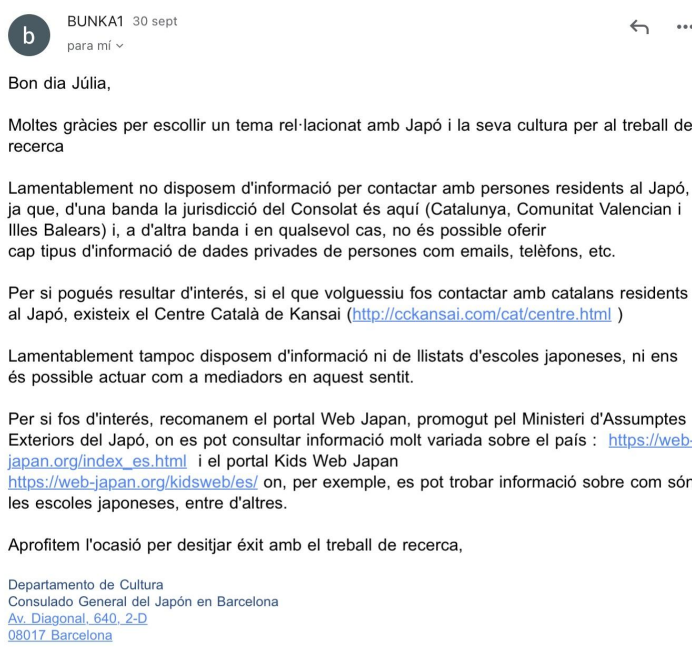 b
BUNKA1 30 sept
para mí
Bon dia Júlia,
Moltes gràcies per escollir un tema rel·lacionat amb Japó i la seva cultura per al treball de
recerca
Lamentablement no disposem d'informació per contactar amb persones residents al Japó,
ja que, d'una banda la jurisdicció del Consolat és aquí (Catalunya, Comunitat Valencian i
Illes Balears) i, a d'altra banda i en qualsevol cas, no és possible oferir
cap tipus d'informació de dades privades de persones com emails, telèfons, etc.
Per si pogués resultar d'interés, si el que volguessiu fos contactar amb catalans residents
al Japó, existeix el Centre Català de Kansai (http://cckansai.com/cat/centre.html )
Lamentablement tampoc disposem d'informació ni de llistats d'escoles japoneses, ni ens
és possible actuar com a mediadors en aquest sentit.
Per si fos d'interés, recomanem el portal Web Japan, promogut pel Ministeri d'Assumptes
Exteriors del Japó, on es pot consultar informació molt variada sobre el país : https://web-
japan.org/index_es.html i el portal Kids Web Japan
https://web-japan.org/kidsweb/es/ on, per exemple, es pot trobar informació sobre com són
les escoles japoneses, entre d'altres.
Aprofitem l'ocasió per desitjar éxit amb el treball de recerca,
Departamento de Cultura
Consulado General del Japón en Barcelona
Av. Diagonal, 640, 2-D
08017 Barcelona